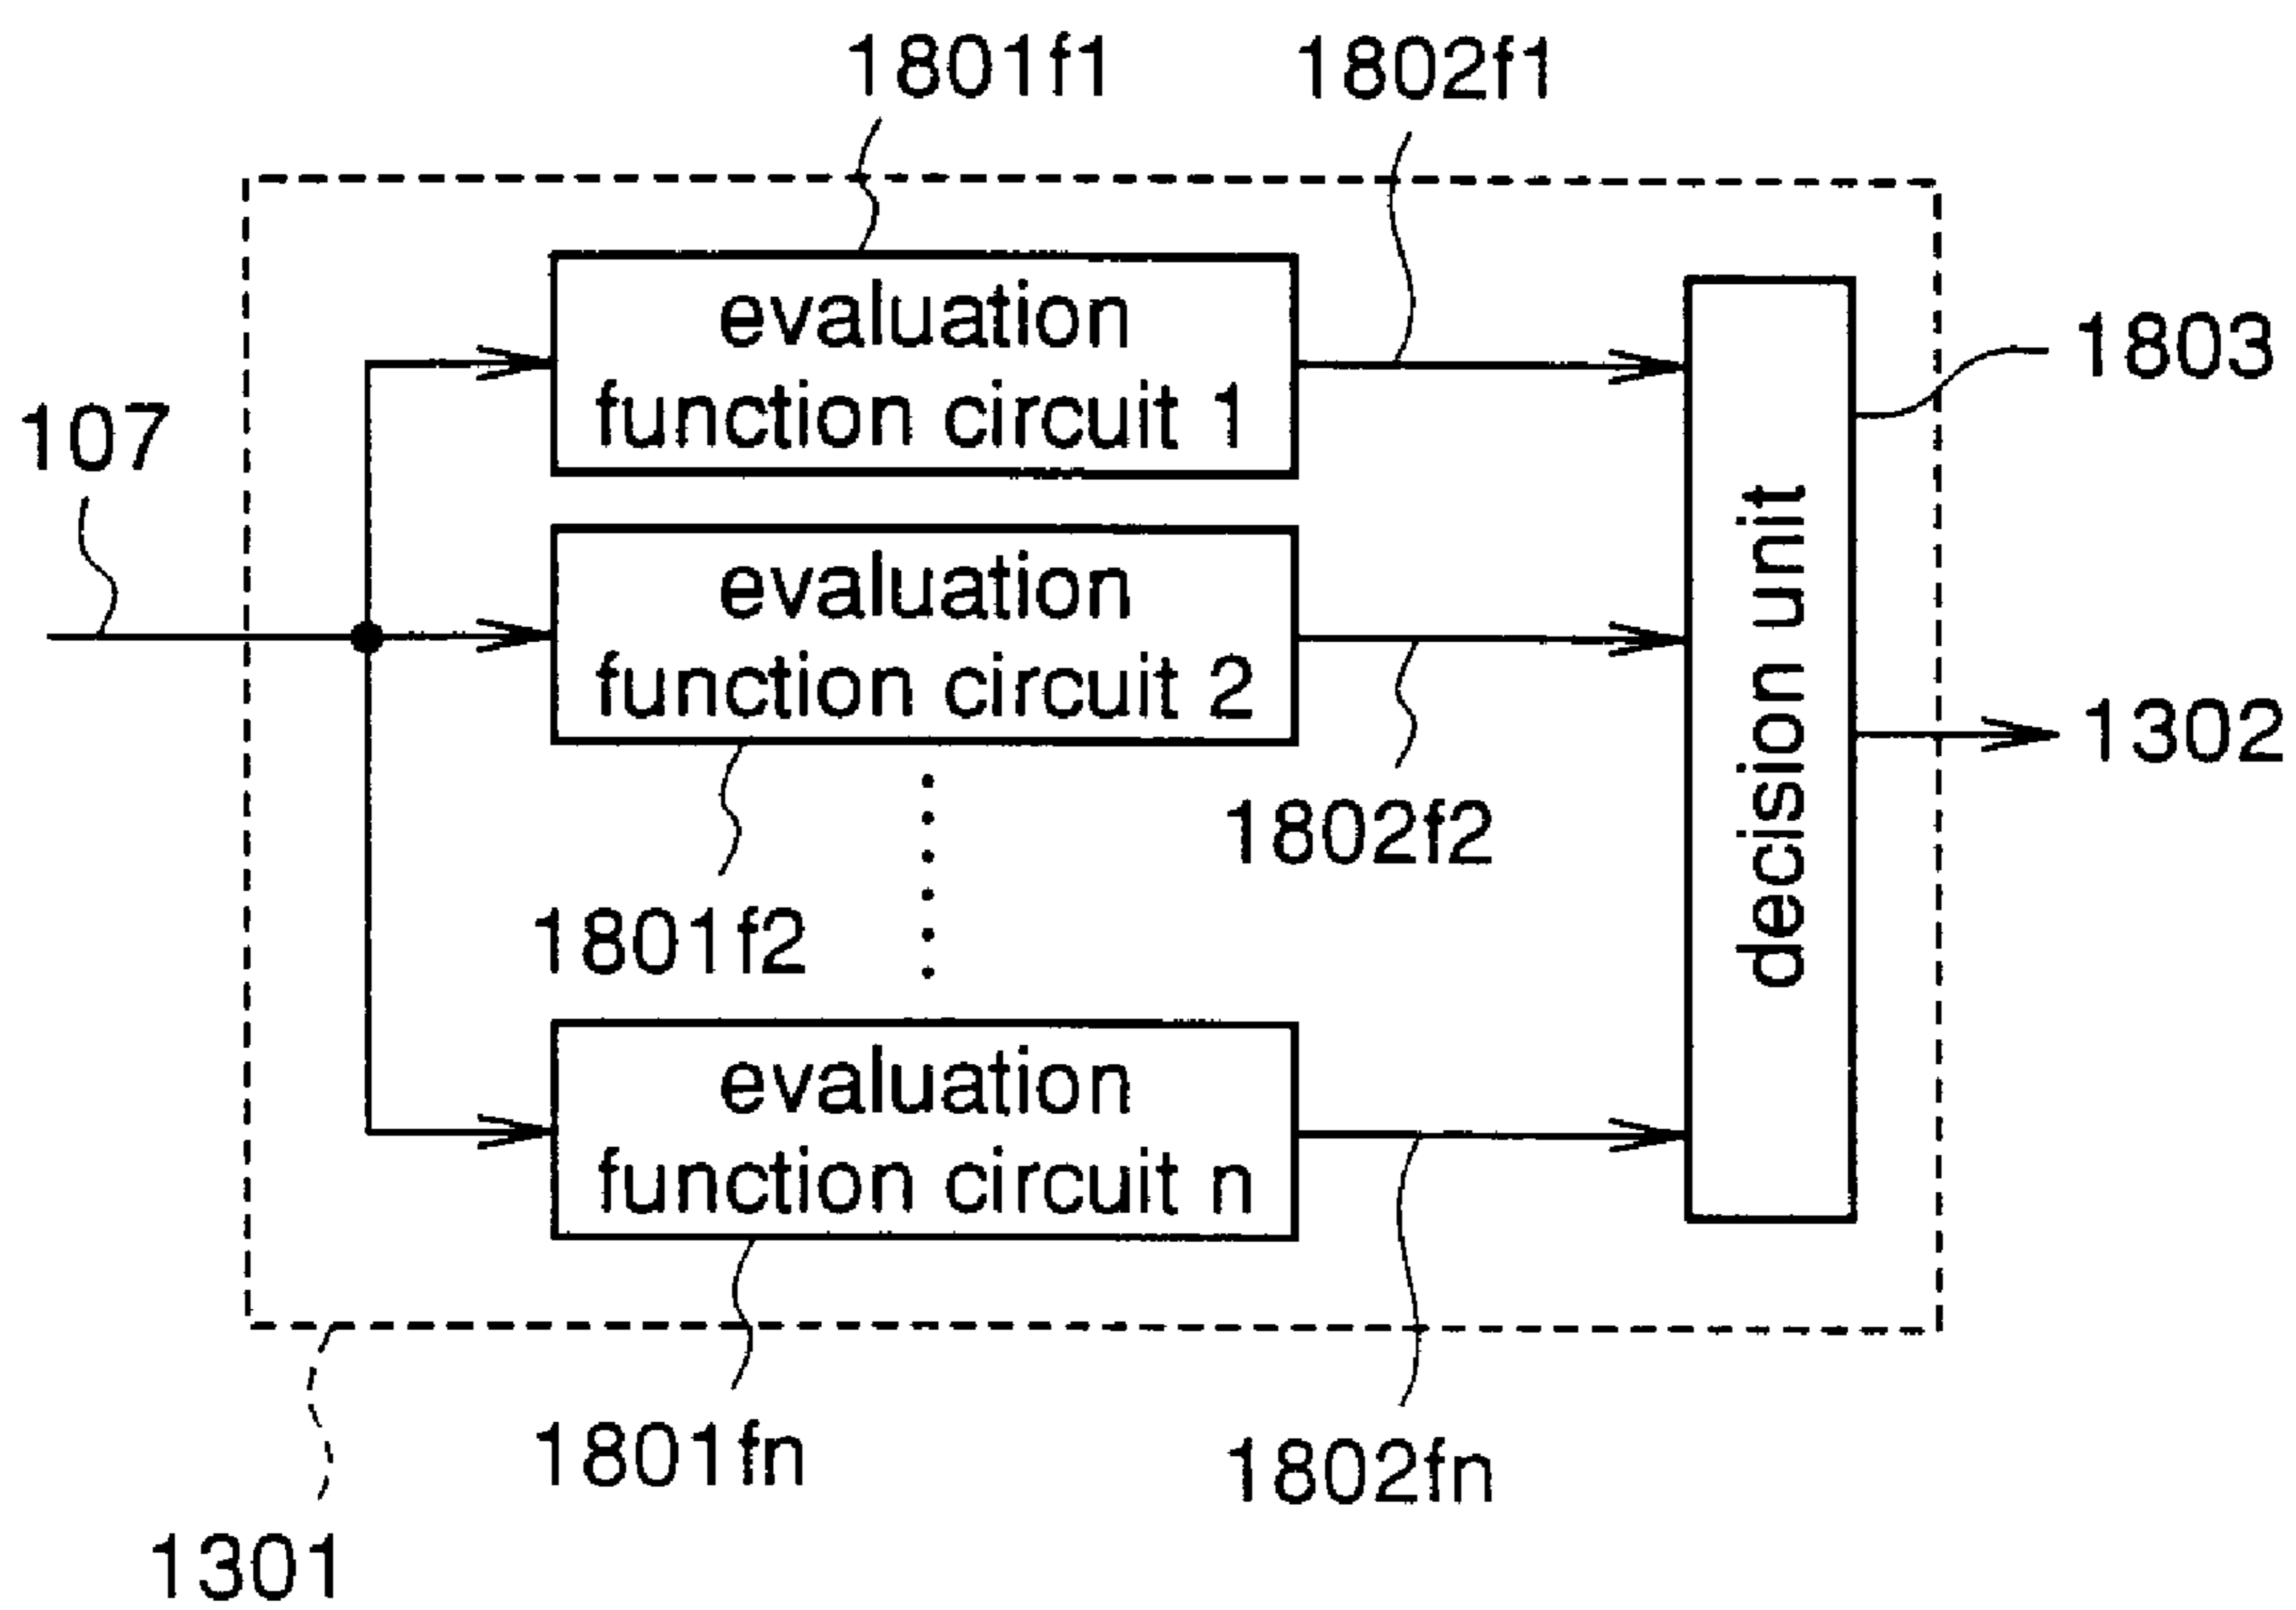 1801f1
1802f1
evaluation
function circuit 1
1803
107
evaluation
function circuit 2
decision unit
1302
1802f2
1801f2
evaluation
function circuit n
1801fn
1802fn
1301